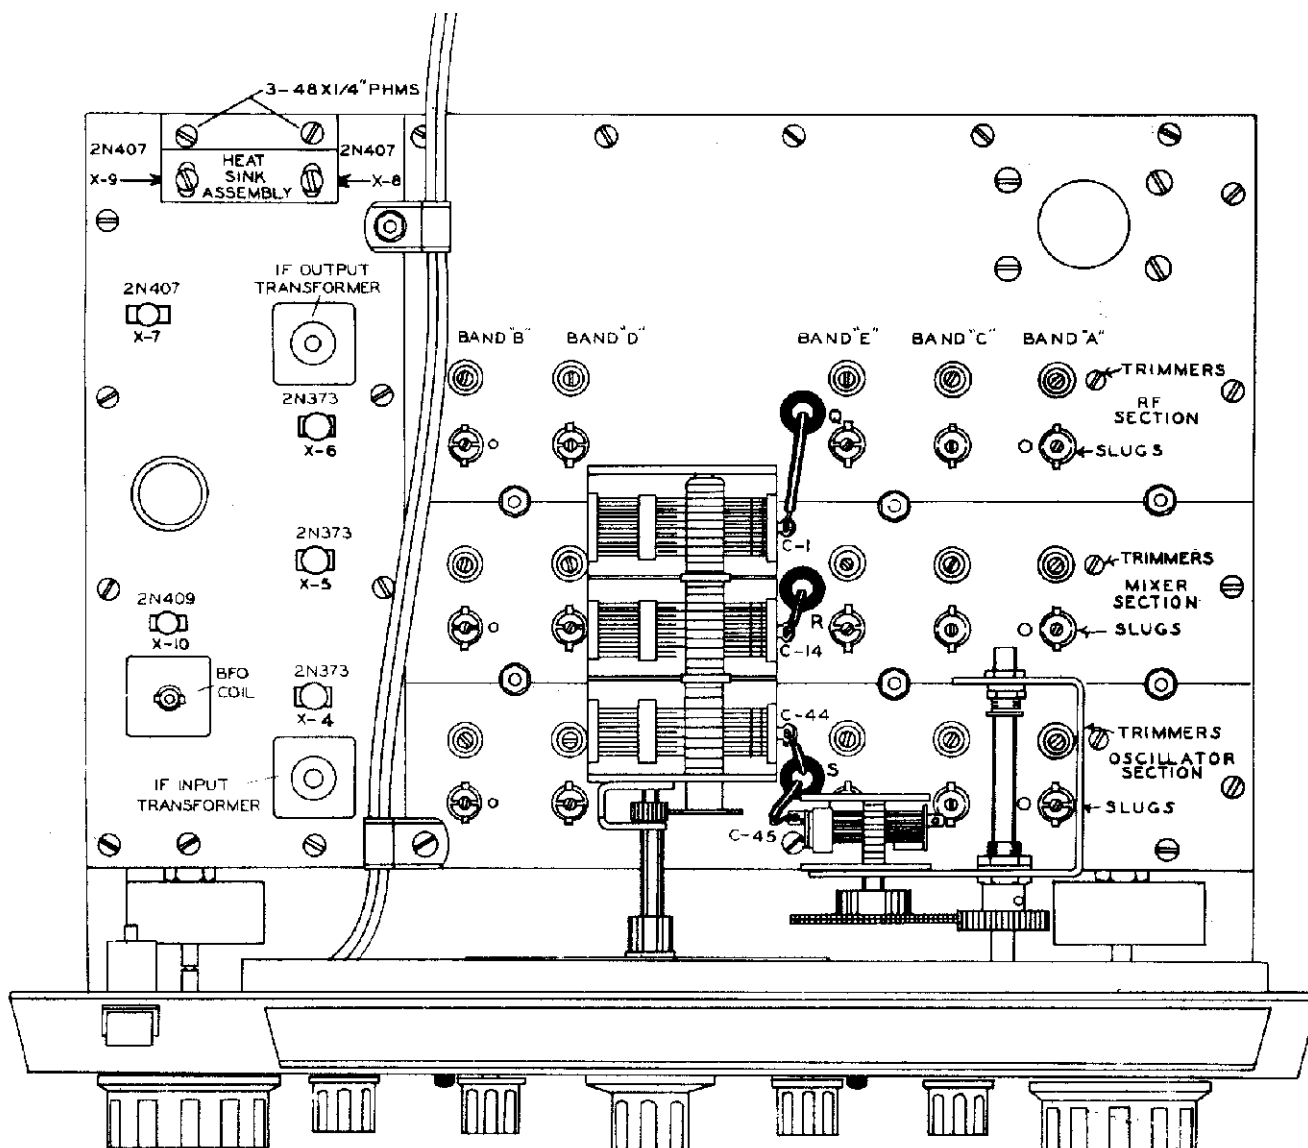 3-48X1/4" PHMS
2N407
X-9
HEAT
SINK
ASSEMBLY
2N407
X-8
IF OUTPUT
TRANSFORMER
2N407
X-7
2N373
X-6
2N373
X-5
2N409
X-10
BFO
COIL
2N373
X-4
IF INPUT
TRANSFORMER
BAND "B"
BAND "D"
BAND "E"
BAND "C"
BAND "A"
TRIMMERS
RF
SECTION
SLUGS
Q
C-1
TRIMMERS
MIXER
SECTION
SLUGS
R
C-14
C-44
S
C-45
TRIMMERS
OSCILLATOR
SECTION
SLUGS